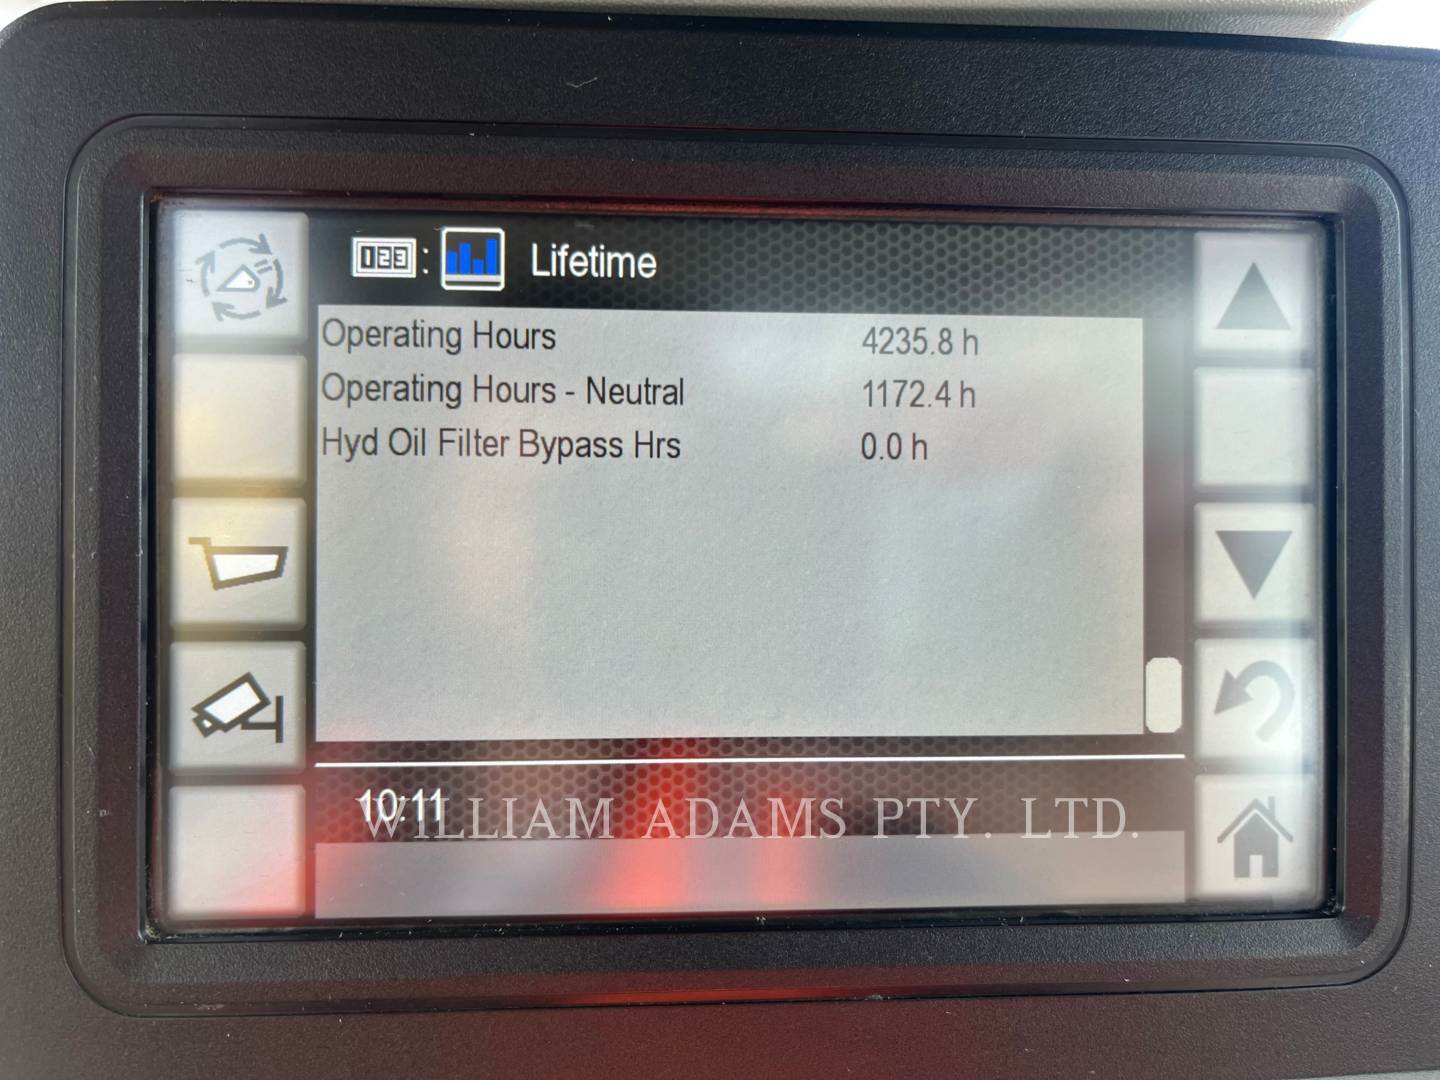 123 : Lifetime
Operating Hours 4235.8 h
Operating Hours - Neutral 1172.4 h
Hyd Oil Filter Bypass Hrs 0.0 h
10:11
WILLIAM ADAMS PTY. LTD.